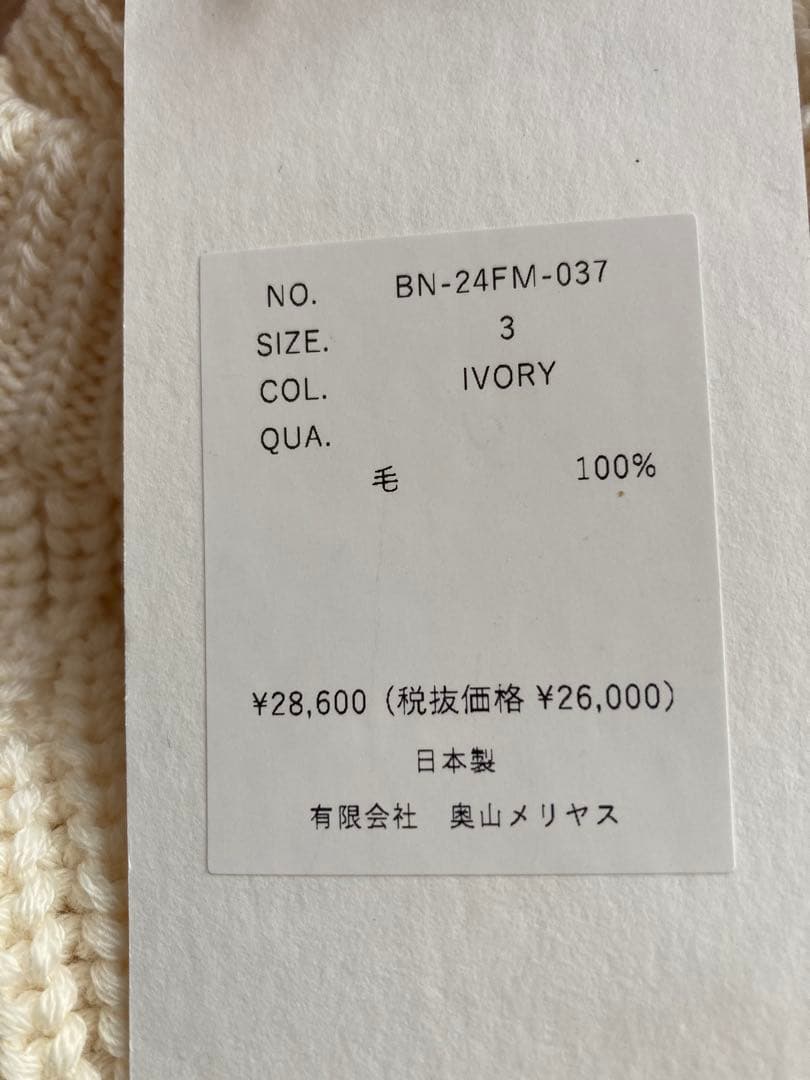 NO. BN-24FM-037
SIZE. 3
COL. IVORY
QUA.
毛 100%
¥28,600 (税抜価格 ¥26,000)
日本製
有限会社 奥山メリヤス